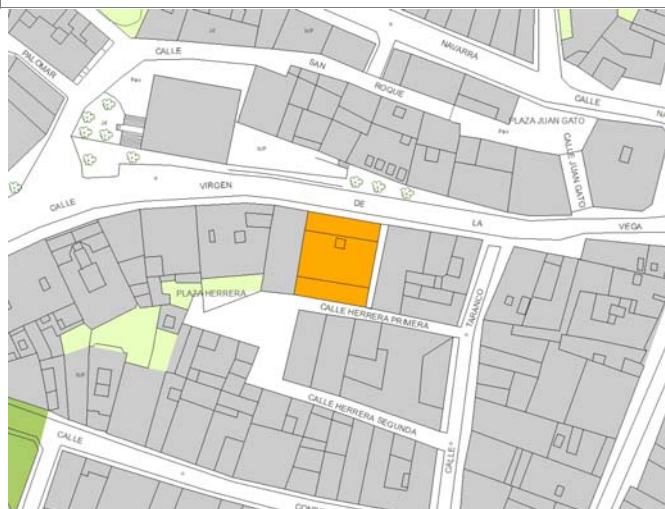 PALOMAR
CALLE
SAN
ROQUE
NAVARRA
CALLE
NA
PLAZA JUAN GATO
CALLE JUAN GATO
CALLE
VIRGEN
DE
LA
VEGA
PLAZA HERRERA
CALLE HERRERA PRIMERA
TARANCO
CALLE HERRERA SEGUNDA
CALLE
CALLE